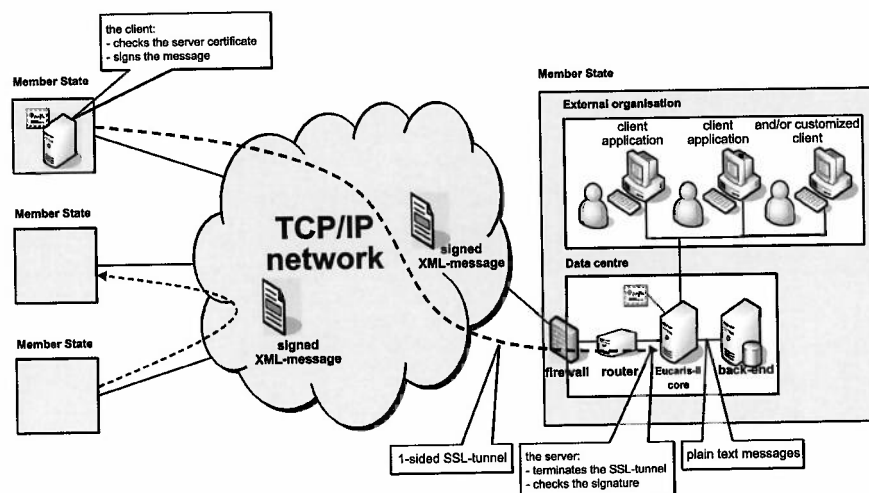 the client:
- checks the server certificate
- signs the message
Member State
Member State
Member State
TCP/IP
network
signed
XML-message
signed
XML-message
Member State
External organisation
client
application
client
application
and/or customized
client
Data centre
firewall
router
Eucaris-II
core
back-end
1-sided SSL-tunnel
the server:
- terminates the SSL-tunnel
- checks the signature
plain text messages